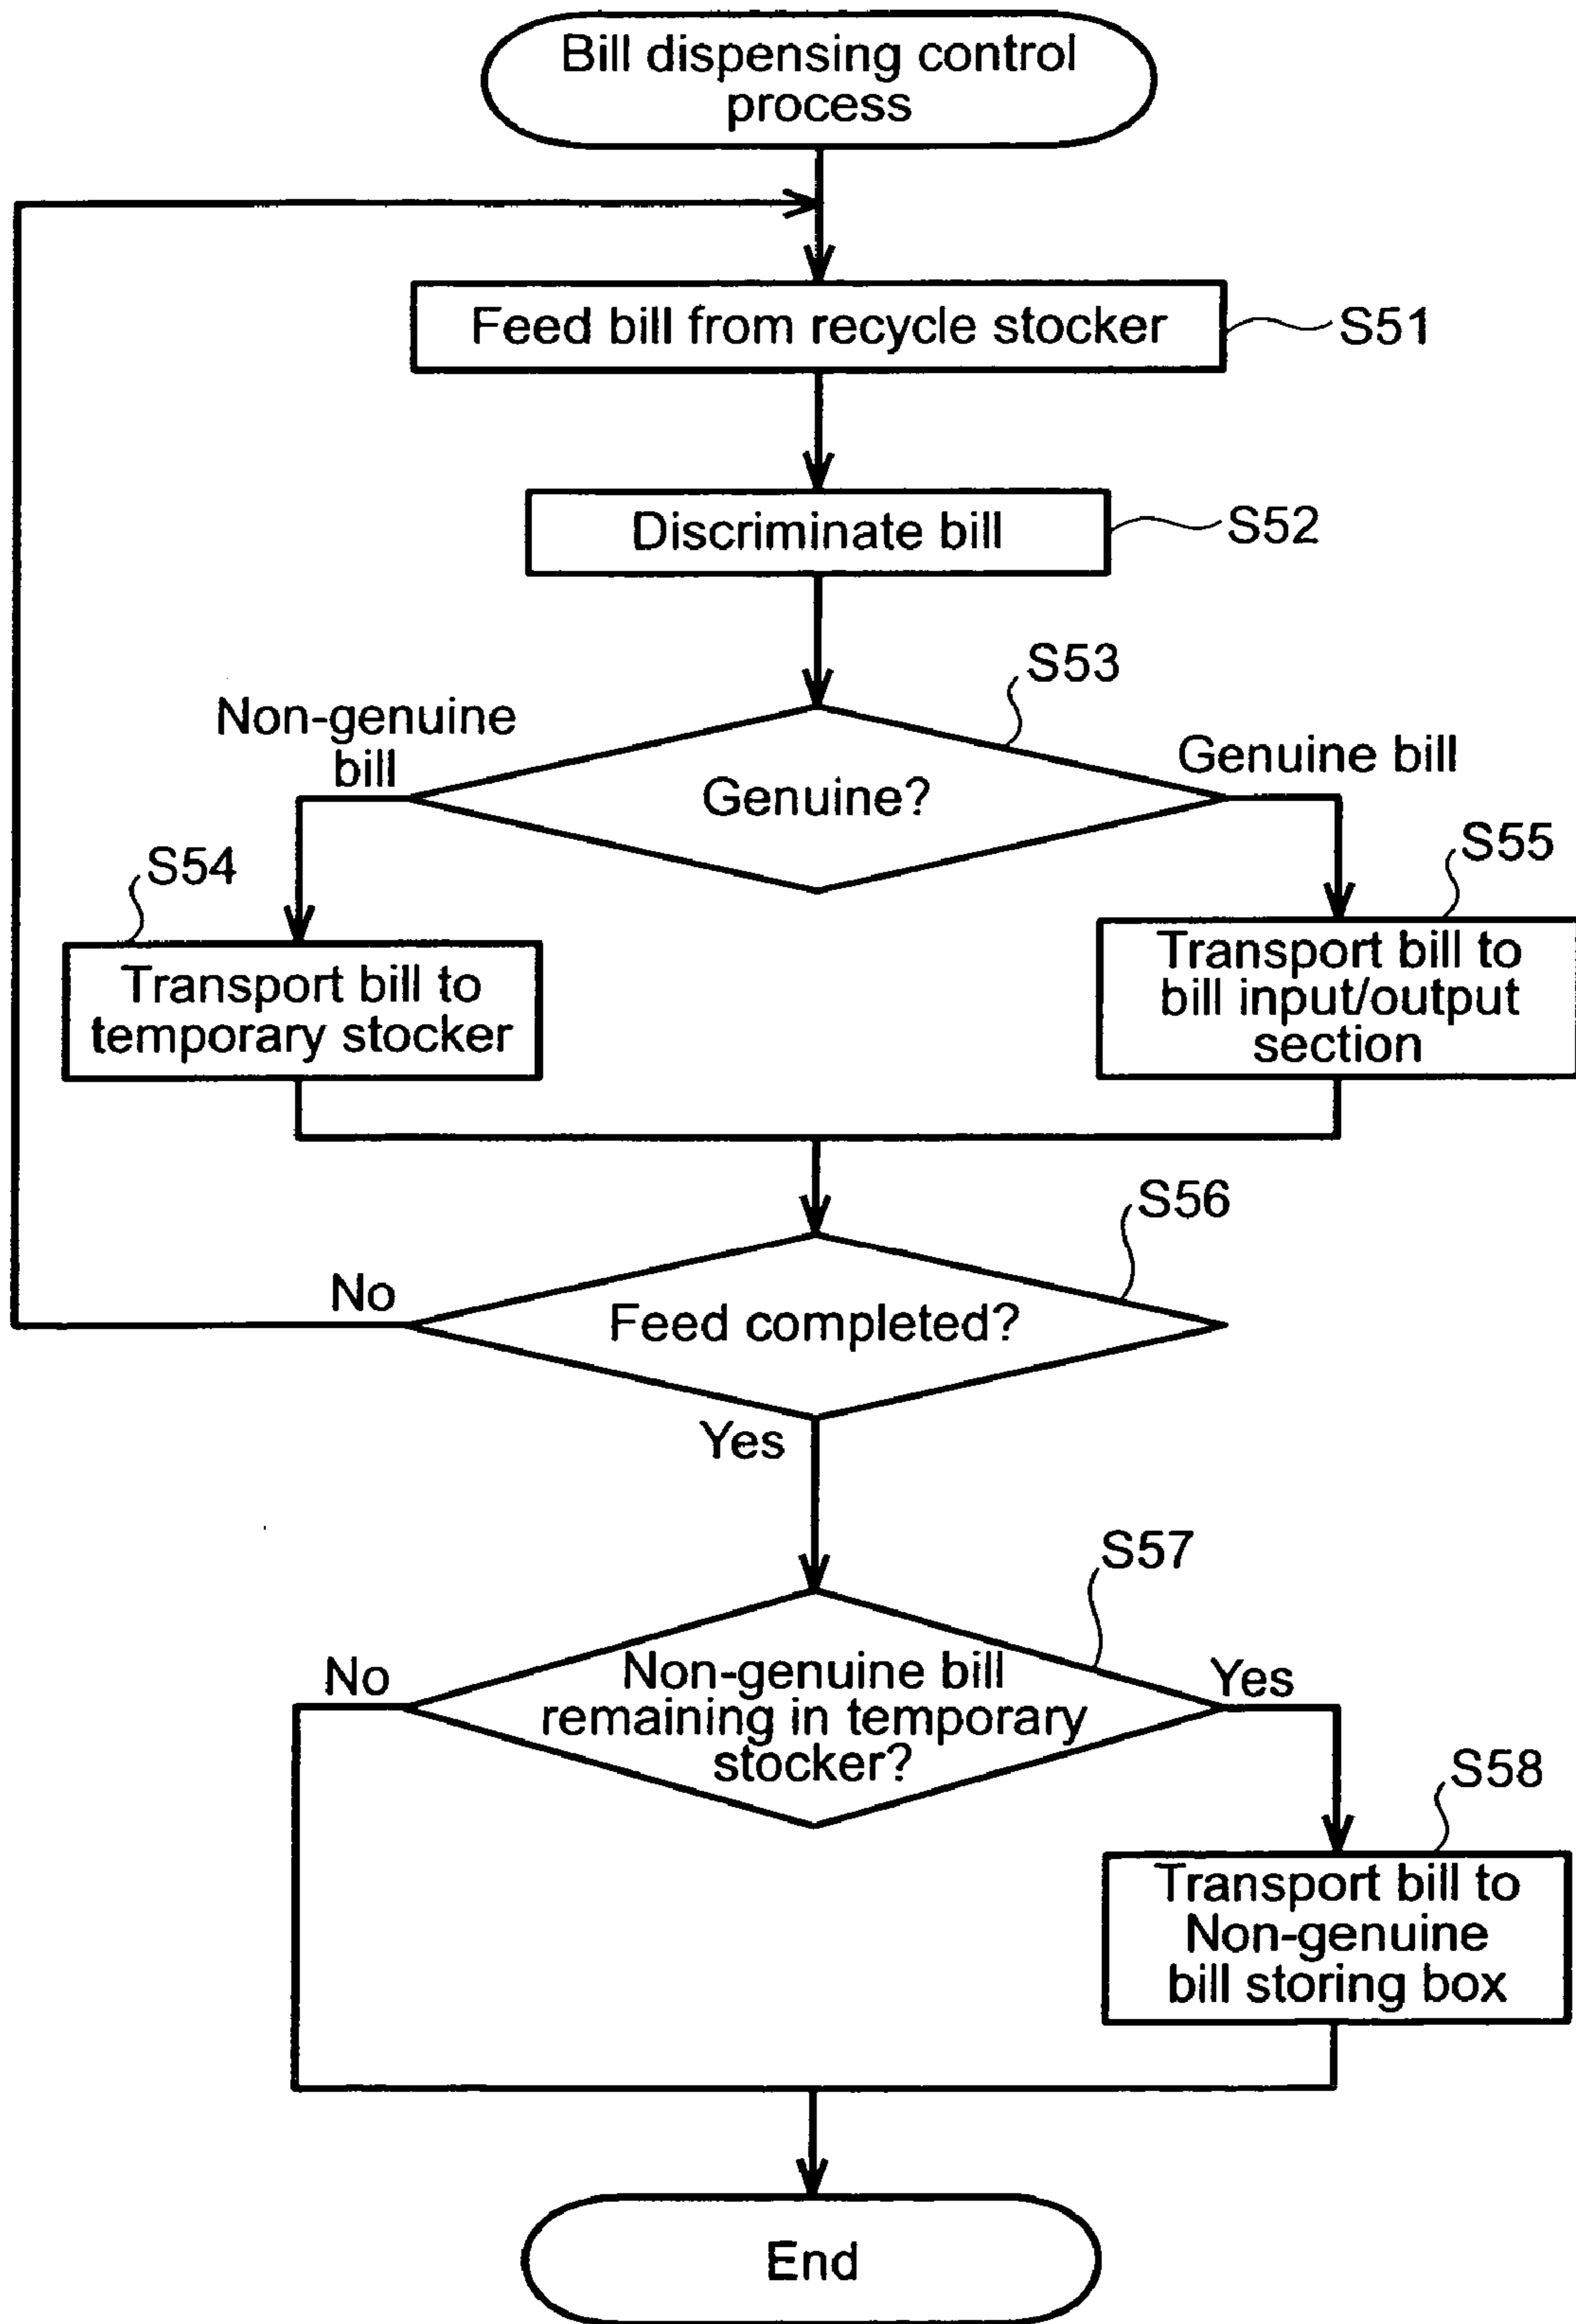 Bill dispensing control
process
Feed bill from recycle stocker
S51
Discriminate bill
S52
S53
Non-genuine
bill
Genuine?
Genuine bill
S54
Transport bill to
temporary stocker
S55
Transport bill to
bill input/output
section
S56
No
Feed completed?
Yes
S57
No
Non-genuine bill
remaining in temporary
stocker?
Yes
S58
Transport bill to
Non-genuine
bill storing box
End